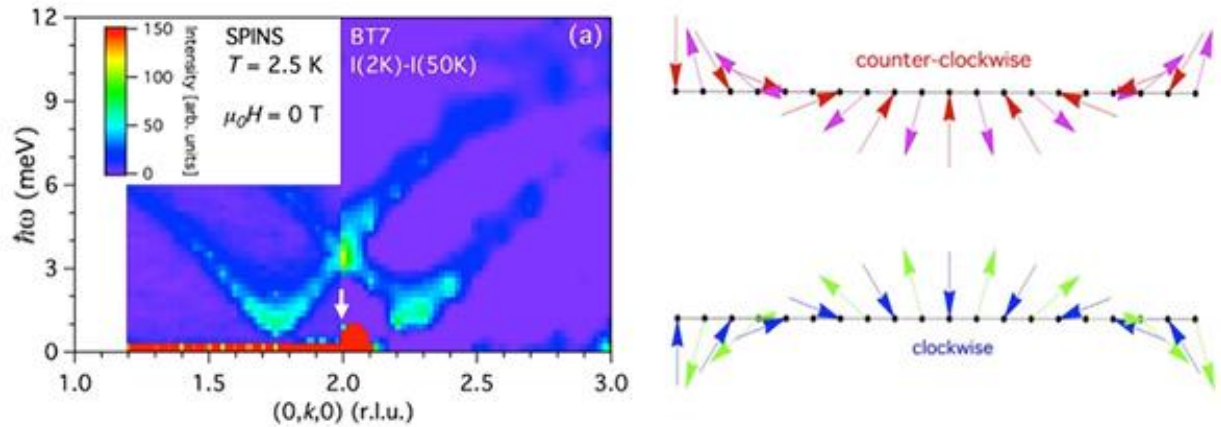 12
9
6
3
0
ħω (meV)
150
100
50
0
Intensity [arb. units]
SPINS
T = 2.5 K
μ0H = 0 T
BT7
I(2K)-I(50K)
(a)
1.0
1.5
2.0
2.5
3.0
(0,k,0) (r.l.u.)
counter-clockwise
clockwise